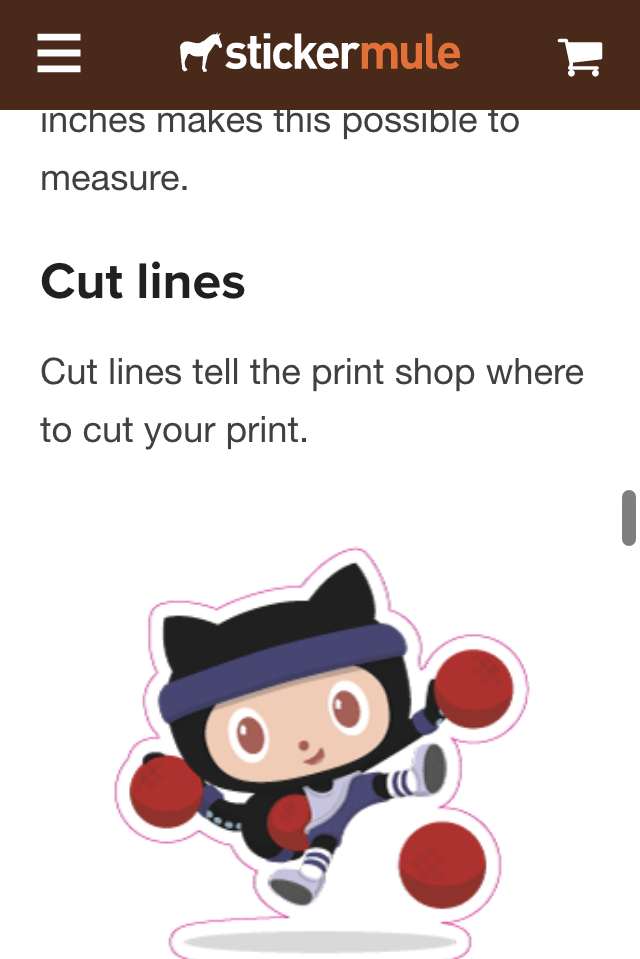 stickermule
inches makes this possible to
measure.
Cut lines
Cut lines tell the print shop where
to cut your print.